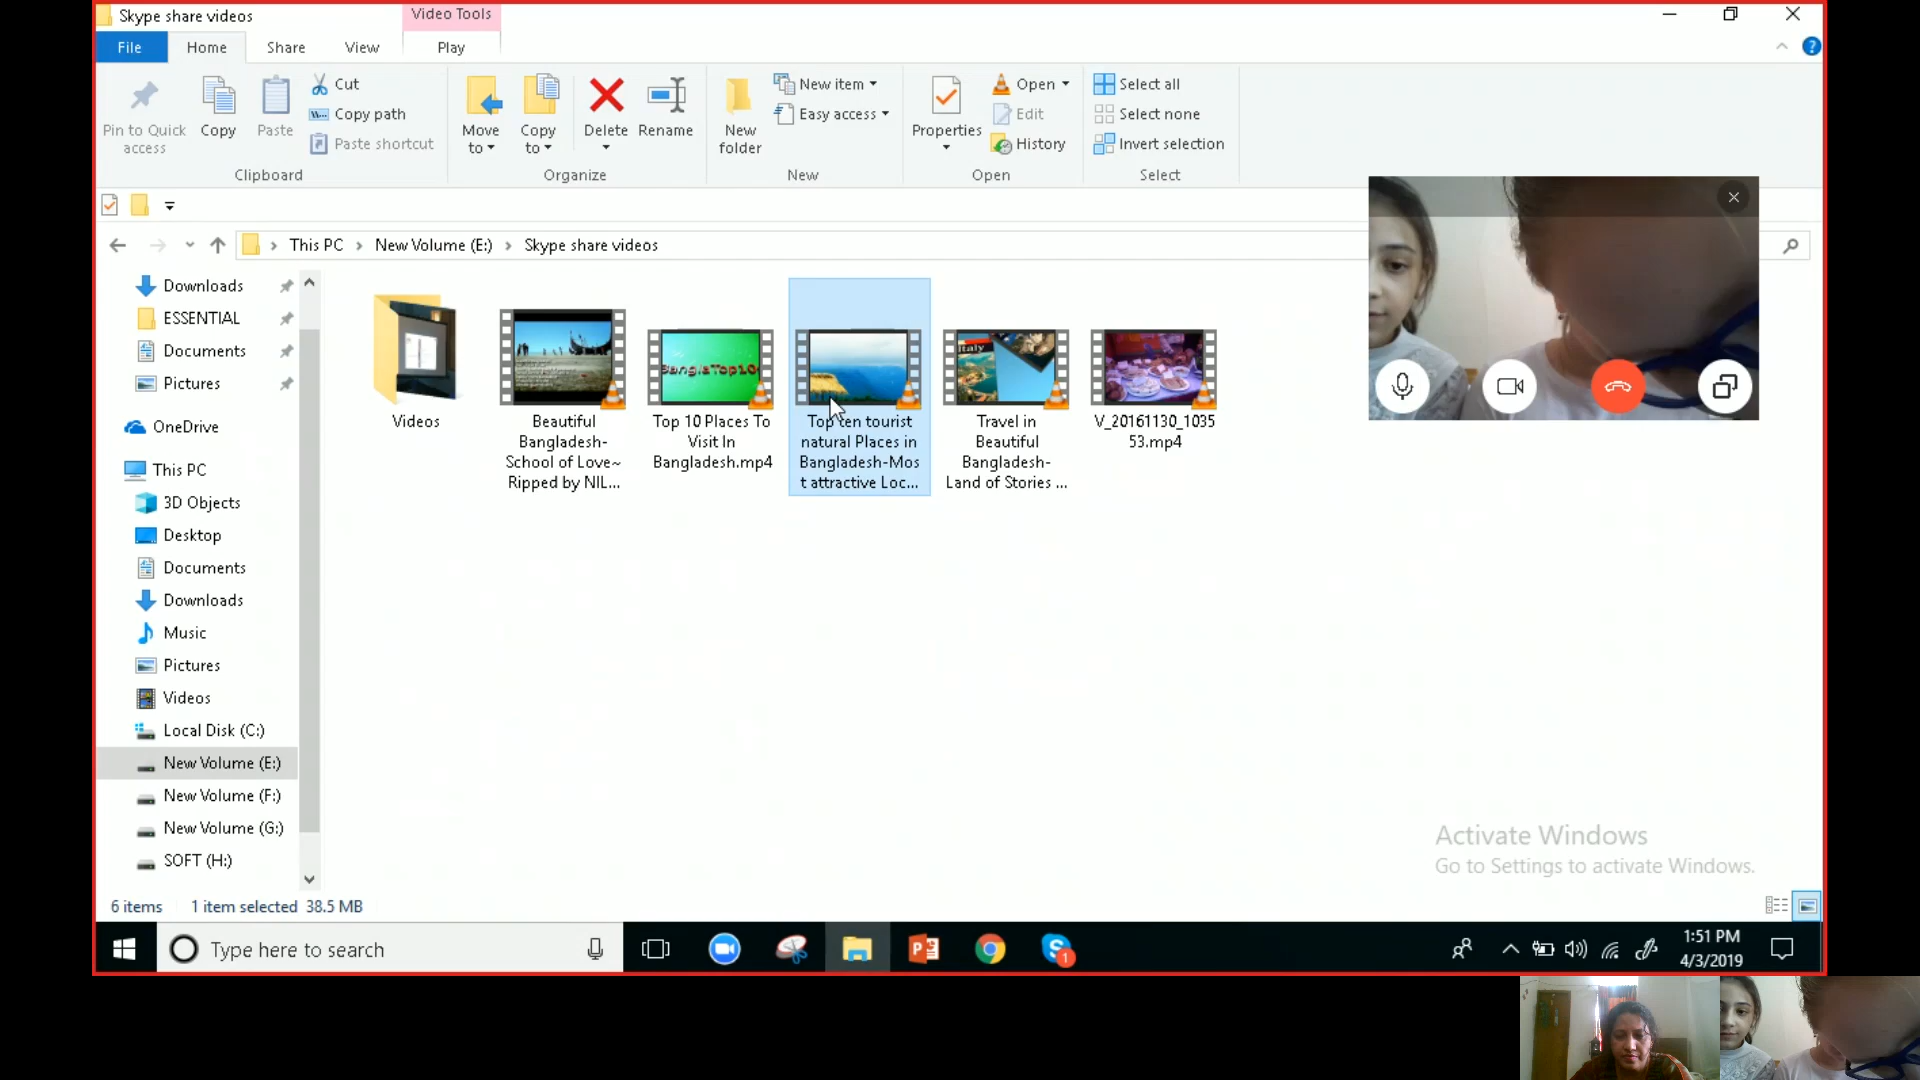 Skype share videos
Video Tools
File
Home
Share
View
Play
Pin to Quick
access
Copy
Paste
Cut
Copy path
Paste shortcut
Clipboard
Move
to
Copy
to
Delete
Rename
Organize
New
folder
New item
Easy access
New
Properties
Open
Edit
History
Open
Select all
Select none
Invert selection
Select
This PC
New Volume (E:)
Skype share videos
Downloads
ESSENTIAL
Documents
Pictures
OneDrive
This PC
3D Objects
Desktop
Documents
Downloads
Music
Pictures
Videos
Local Disk (C:)
New Volume (E:)
New Volume (F:)
New Volume (G:)
SOFT (H:)
Videos
Beautiful
Bangladesh-
School of Love~
Ripped by NIL...
BanglaTop10
Top 10 Places To
Visit In
Bangladesh.mp4
Top ten tourist
natural Places in
Bangladesh-Mos
t attractive Loc...
Italy
Travel in
Beautiful
Bangladesh-
Land of Stories ...
V_20161130_1035
53.mp4
Activate Windows
Go to Settings to activate Windows.
6 items
1 item selected 38.5 MB
Type here to search
1
1:51 PM
4/3/2019